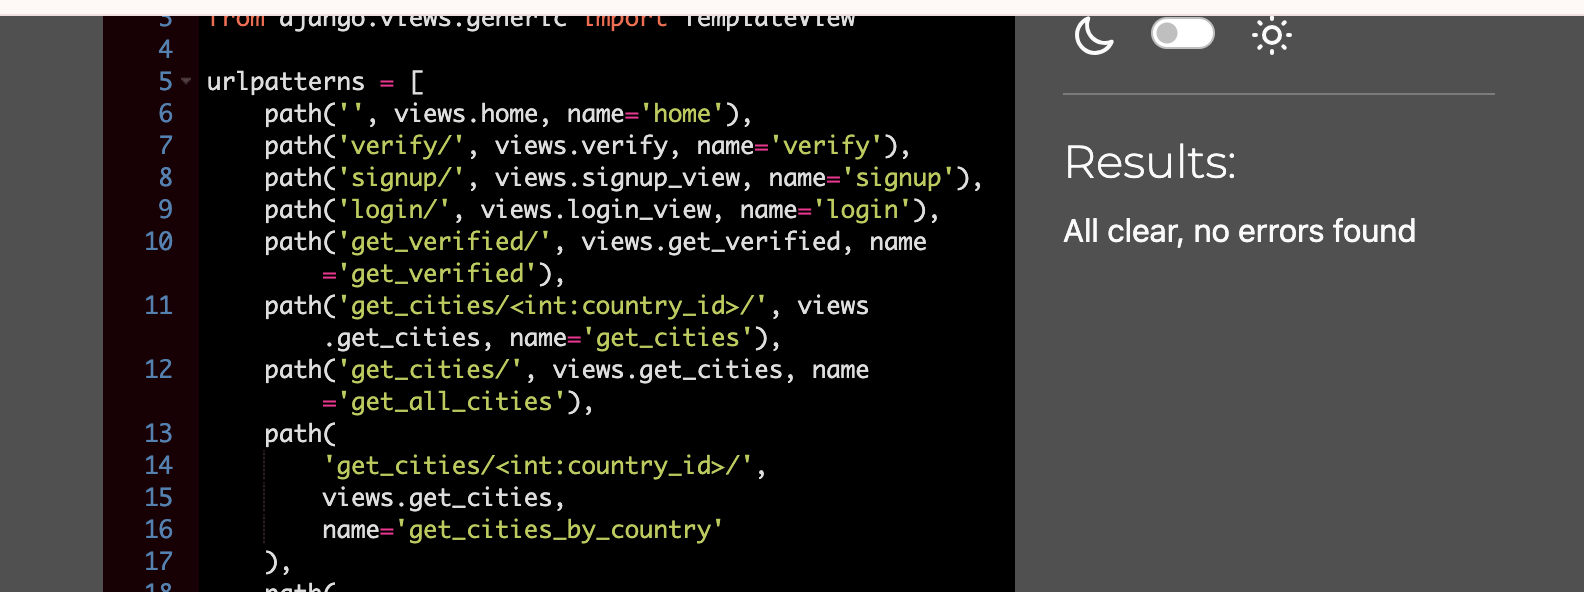 3 from django.views.generic import TemplateView
4
5 urlpatterns = [
6     path('', views.home, name='home'),
7     path('verify/', views.verify, name='verify'),
8     path('signup/', views.signup_view, name='signup'),
9     path('login/', views.login_view, name='login'),
10     path('get_verified/', views.get_verified, name
        ='get_verified'),
11     path('get_cities/<int:country_id>/', views
        .get_cities, name='get_cities'),
12     path('get_cities/', views.get_cities, name
        ='get_all_cities'),
13     path(
14         'get_cities/<int:country_id>/',
15         views.get_cities,
16         name='get_cities_by_country'
17     ),
18     path(
Results:
All clear, no errors found